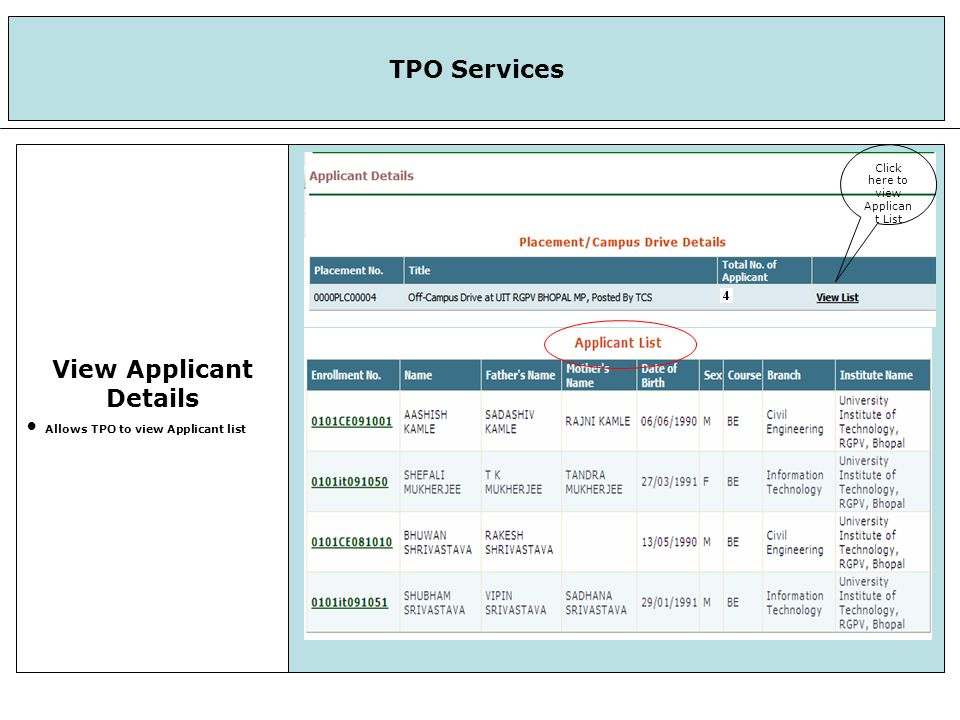 TPO Services
View Applicant
Details
• Allows TPO to view Applicant list
Click
here to
view
Applican
t List
Applicant Details
Placement/Campus Drive Details
Placement No. Title Total No. of Applicant
0000PLC00004 Off-Campus Drive at UIT RGPV BHOPAL MP, Posted By TCS 4 View List
Applicant List
Enrollment No. Name Father's Name Mother's Name Date of Birth Sex Course Branch Institute Name
0101CE091001 AASHISH KAMLE SADASHIV KAMLE RAJNI KAMLE 06/06/1990 M BE Civil Engineering University Institute of Technology, RGPV, Bhopal
0101it091050 SHEFALI MUKHERJEE T K MUKHERJEE TANDRA MUKHERJEE 27/03/1991 F BE Information Technology University Institute of Technology, RGPV, Bhopal
0101CE081010 BHUWAN SHRIVASTAVA RAKESH SHRIVASTAVA 13/05/1990 M BE Civil Engineering University Institute of Technology, RGPV, Bhopal
0101it091051 SHUBHAM SRIVASTAVA VIPIN SRIVASTAVA SADHANA SRIVASTAVA 29/01/1991 M BE Information Technology University Institute of Technology, RGPV, Bhopal